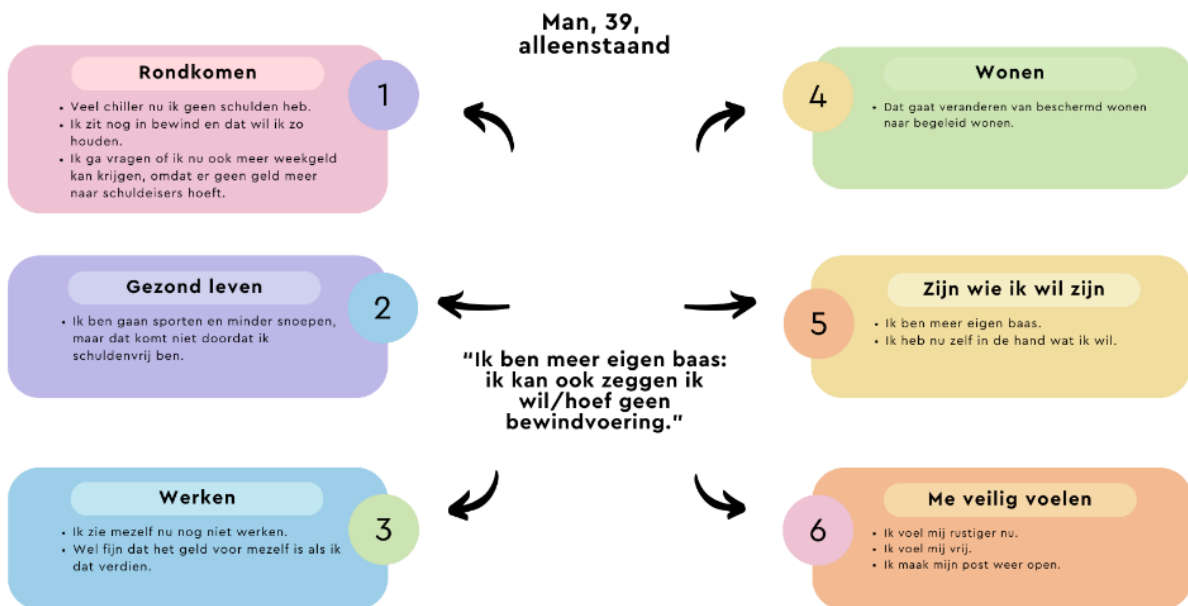 Man, 39,
alleenstaand
Rondkomen
1
• Veel chiller nu ik geen schulden heb.
• Ik zit nog in bewind en dat wil ik zo
houden.
• Ik ga vragen of ik nu ook meer weekgeld
kan krijgen, omdat er geen geld meer
naar schuldeisers hoeft.
Gezond leven
2
• Ik ben gaan sporten en minder snoepen,
maar dat komt niet doordat ik
schuldenvrij ben.
Werken
3
• Ik zie mezelf nu nog niet werken.
• Wel fijn dat het geld voor mezelf is als ik
dat verdien.
"Ik ben meer eigen baas:
ik kan ook zeggen ik
wil/hoef geen
bewindvoering."
4
Wonen
• Dat gaat veranderen van beschermd wonen
naar begeleid wonen.
5
Zijn wie ik wil zijn
• Ik ben meer eigen baas.
• Ik heb nu zelf in de hand wat ik wil.
6
Me veilig voelen
• Ik voel mij rustiger nu.
• Ik voel mij vrij.
• Ik maak mijn post weer open.